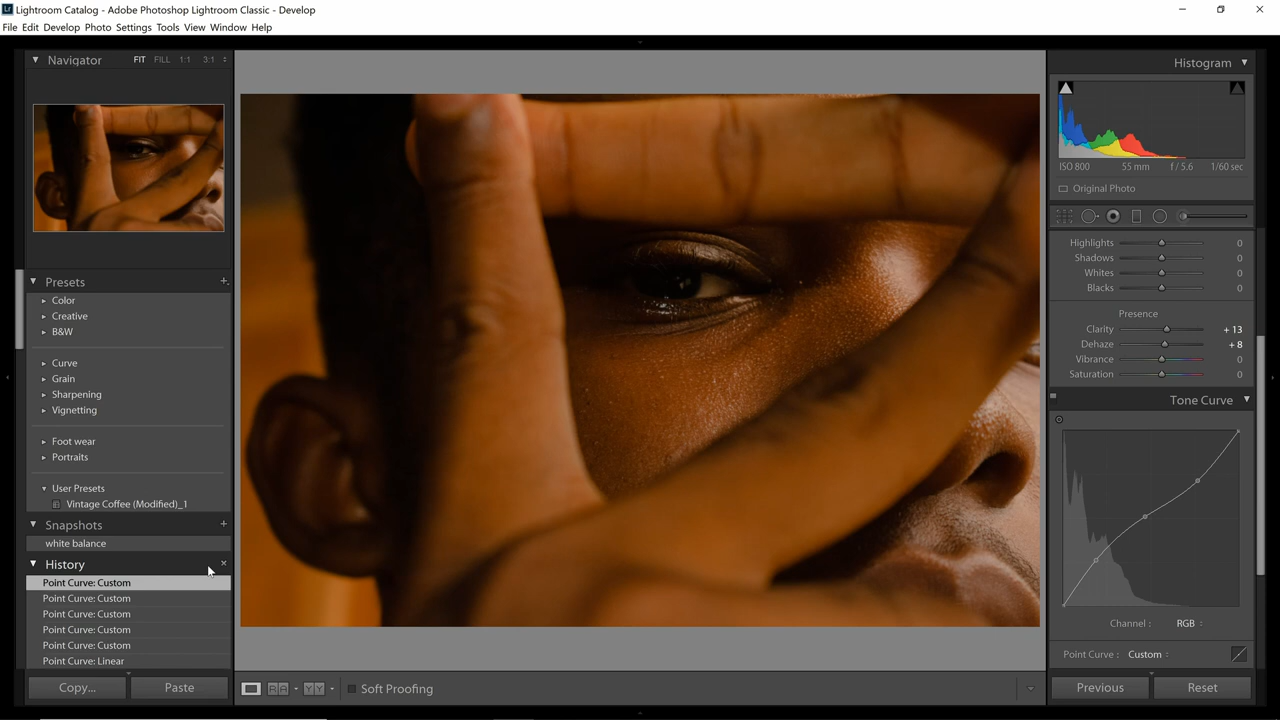 Lightroom Catalog - Adobe Photoshop Lightroom Classic - Develop
File Edit Develop Photo Settings Tools View Window Help
Navigator FIT FILL 1:1 3:1
Presets
Color
Creative
B&W
Curve
Grain
Sharpening
Vignetting
Foot wear
Portraits
User Presets
Vintage Coffee (Modified)_1
Snapshots
white balance
History
Point Curve: Custom
Point Curve: Custom
Point Curve: Custom
Point Curve: Custom
Point Curve: Custom
Point Curve: Linear
Copy... Paste
Soft Proofing
Histogram
ISO 800 55 mm f / 5.6 1/60 sec
Original Photo
Highlights 0
Shadows 0
Whites 0
Blacks 0
Presence
Clarity + 13
Dehaze + 8
Vibrance 0
Saturation 0
Tone Curve
Channel : RGB
Point Curve : Custom
Previous Reset